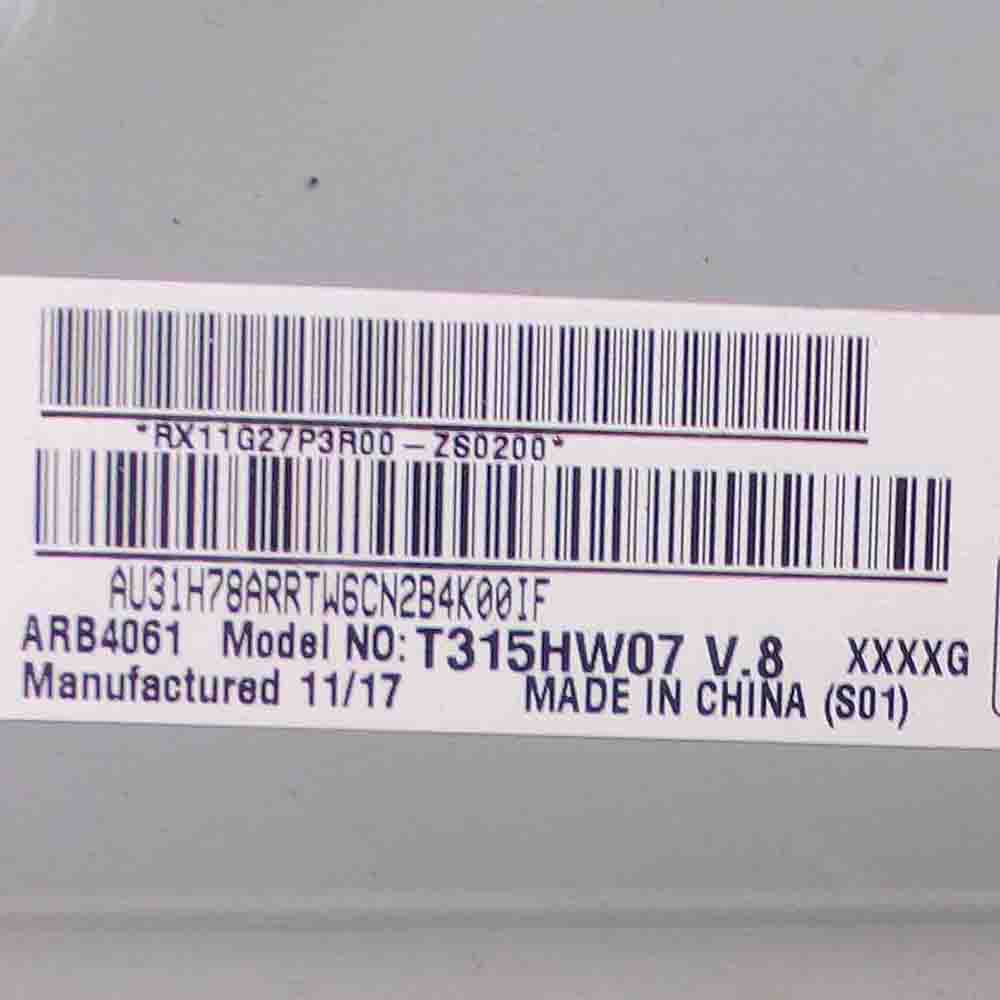 *RX11G27P3R00-ZS0200*
AU31H78ARRTW6CN2B4K00IF
ARB4061 Model NO: T315HW07 V.8 XXXXG
Manufactured 11/17 MADE IN CHINA (S01)